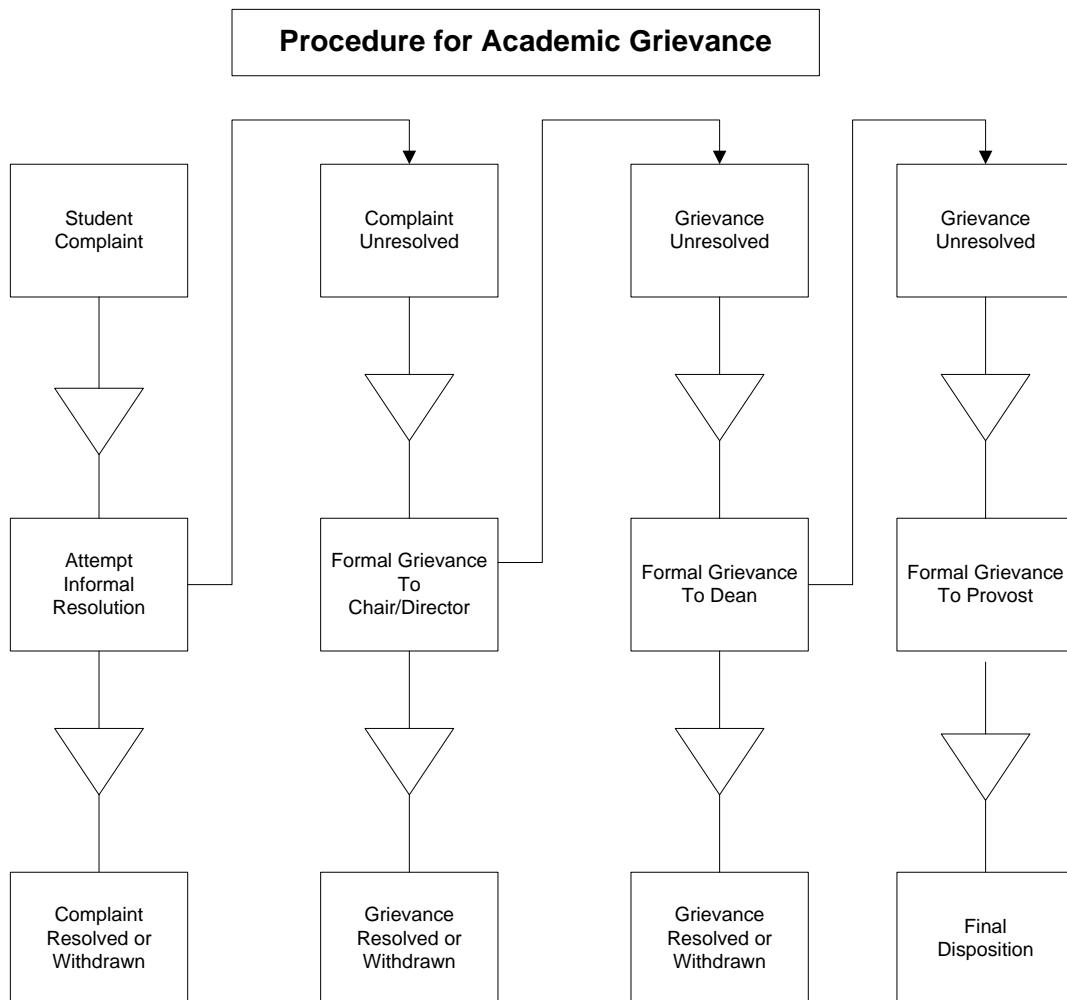 Procedure for Academic Grievance
Student
Complaint
Complaint
Unresolved
Grievance
Unresolved
Grievance
Unresolved
Attempt
Informal
Resolution
Formal Grievance
To
Chair/Director
Formal Grievance
To Dean
Formal Grievance
To Provost
Complaint
Resolved or
Withdrawn
Grievance
Resolved or
Withdrawn
Grievance
Resolved or
Withdrawn
Final
Disposition